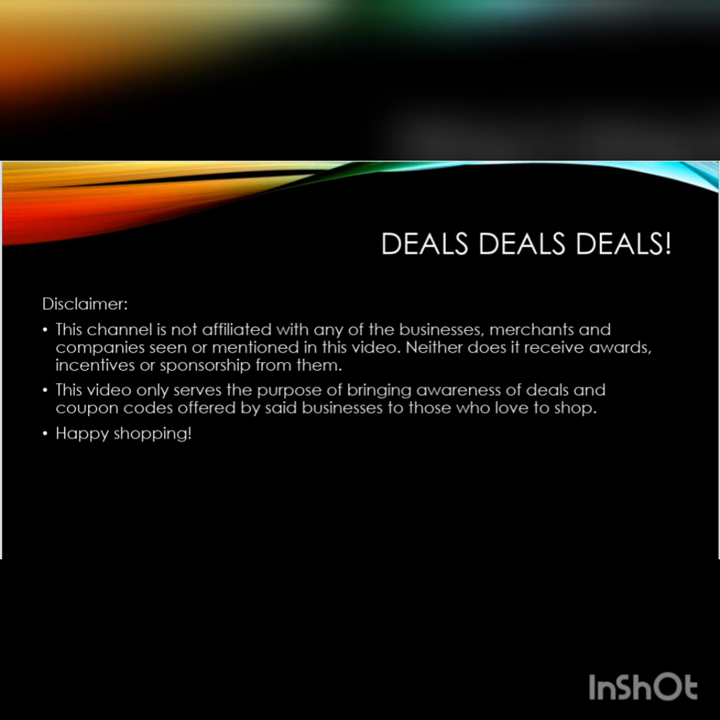 DEALS DEALS DEALS!
Disclaimer:
• This channel is not affiliated with any of the businesses, merchants and
companies seen or mentioned in this video. Neither does it receive awards,
incentives or sponsorship from them.
• This video only serves the purpose of bringing awareness of deals and
coupon codes offered by said businesses to those who love to shop.
• Happy shopping!
InShOt